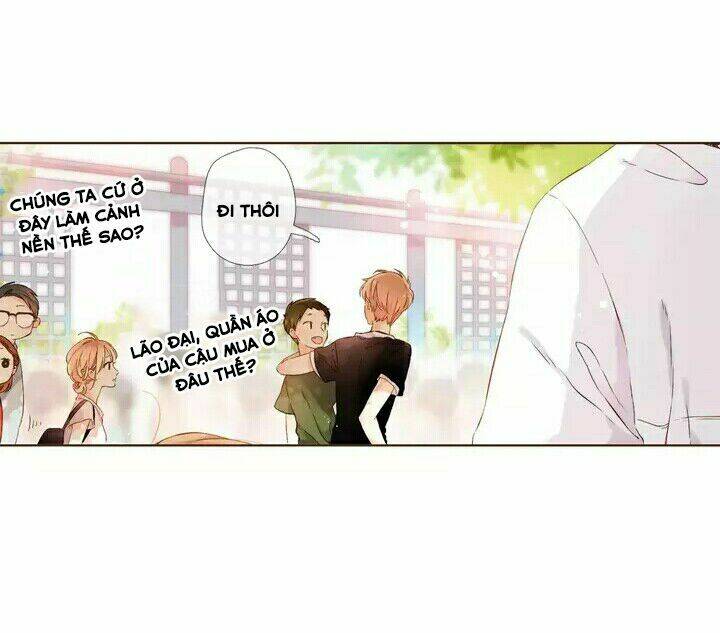 CHÚNG TA CỨ Ở
ĐÂY LÀM CẢNH
NỀN THẾ SAO?
ĐI THÔI
LÃO ĐẠI, QUẦN ÁO
CỦA CẬU MUA Ở
ĐÂU THẾ?